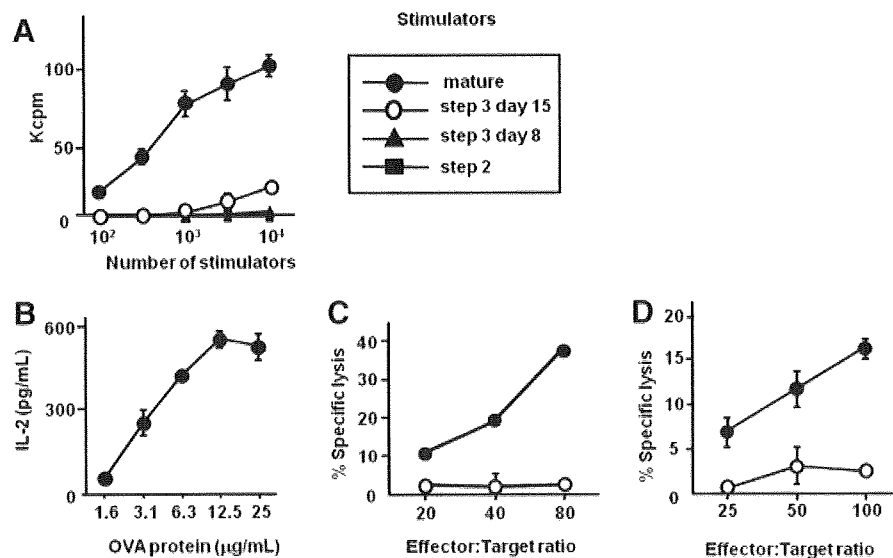 A
Stimulators
mature
step 3 day 15
step 3 day 8
step 2
Kcpm
100
50
0
10² 10³ 10⁴
Number of stimulators
B
IL-2 (pg/mL)
600
300
0
1.6 3.1 6.3 12.5 25
OVA protein (µg/mL)
C
% Specific lysis
40
30
20
10
0
20 40 80
Effector:Target ratio
D
% Specific lysis
20
15
10
5
0
25 50 100
Effector:Target ratio